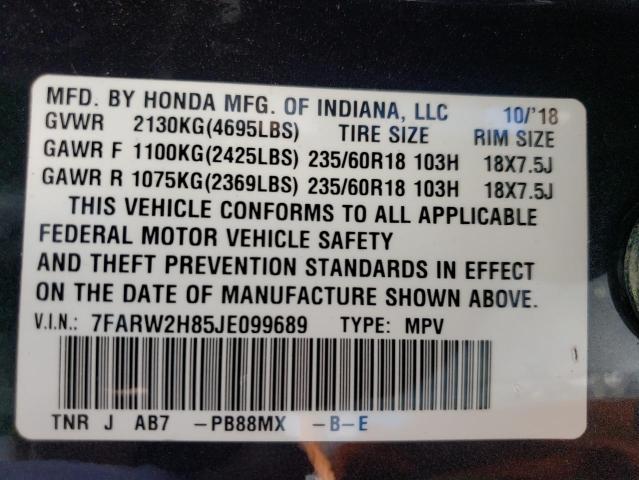 MFD. BY HONDA MFG. OF INDIANA, LLC 10/'18
GVWR 2130KG(4695LBS) TIRE SIZE RIM SIZE
GAWR F 1100KG(2425LBS) 235/60R18 103H 18X7.5J
GAWR R 1075KG(2369LBS) 235/60R18 103H 18X7.5J
THIS VEHICLE CONFORMS TO ALL APPLICABLE
FEDERAL MOTOR VEHICLE SAFETY
AND THEFT PREVENTION STANDARDS IN EFFECT
ON THE DATE OF MANUFACTURE SHOWN ABOVE.
V.I.N.: 7FARW2H85JE099689 TYPE: MPV
TNR J AB7 -PB88MX -B-E